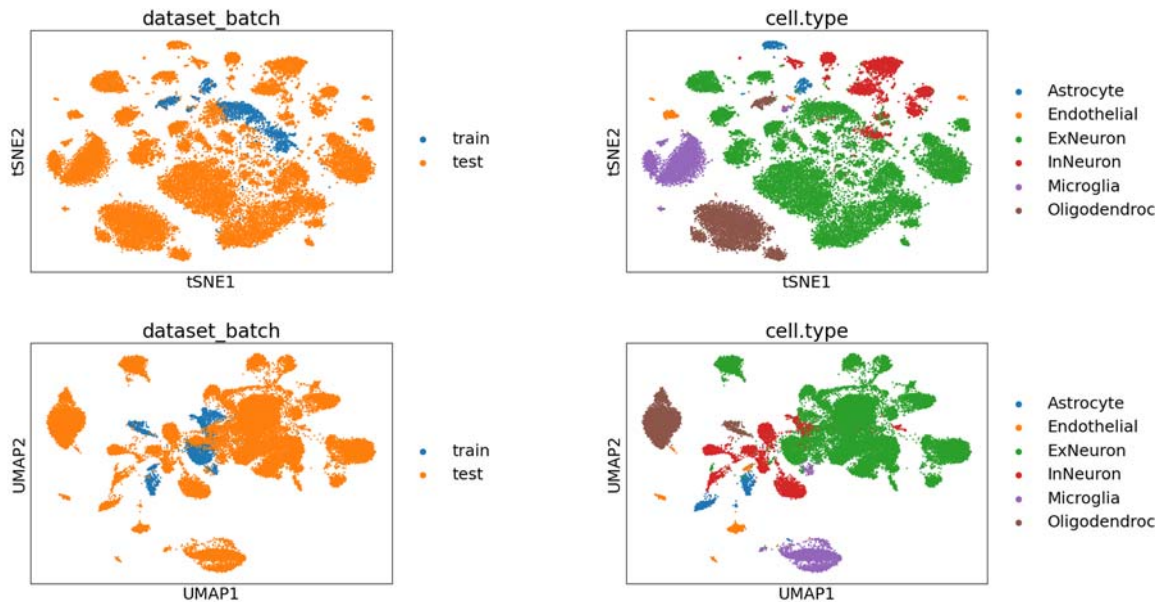 dataset_batch
tSNE2
tSNE1
train
test
cell.type
tSNE2
tSNE1
Astrocyte
Endothelial
ExNeuron
InNeuron
Microglia
Oligodendroc
dataset_batch
UMAP2
UMAP1
train
test
cell.type
UMAP2
UMAP1
Astrocyte
Endothelial
ExNeuron
InNeuron
Microglia
Oligodendroc